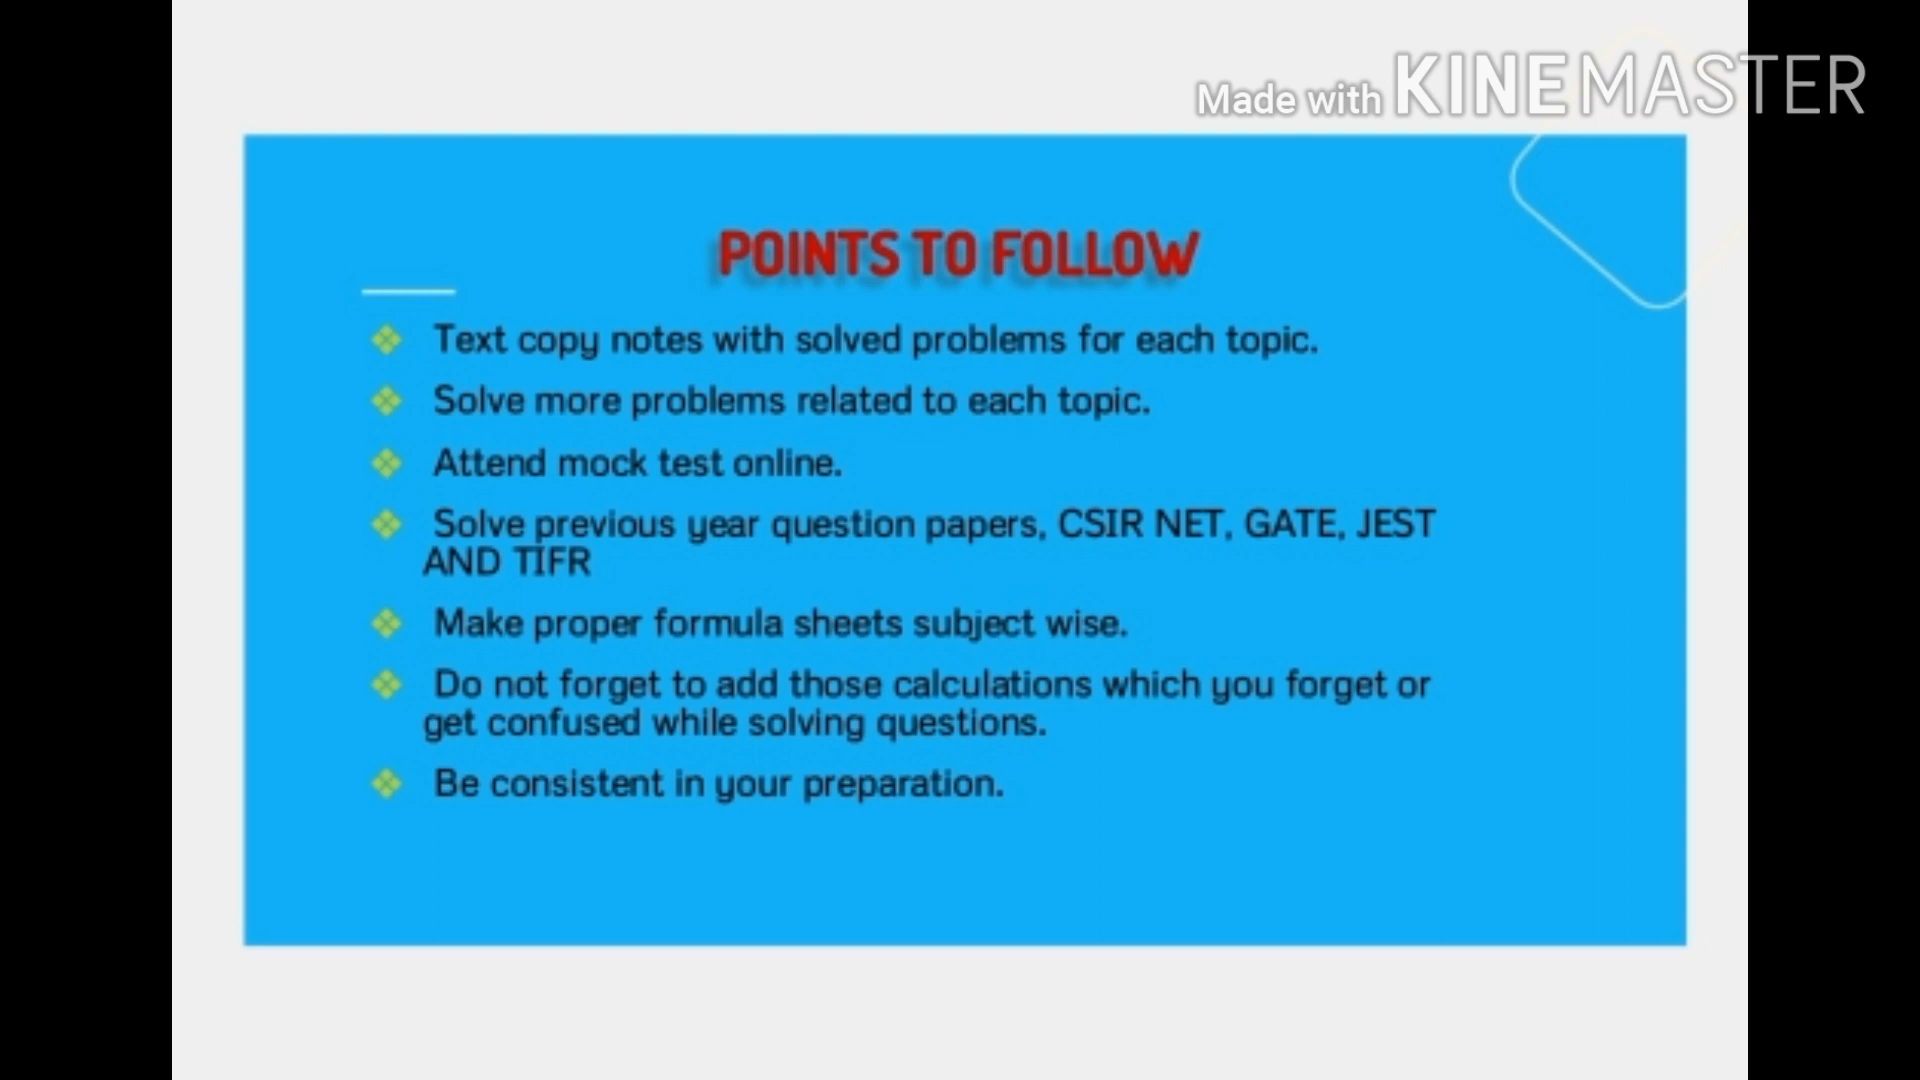 Made with KINEMASTER
POINTS TO FOLLOW
Text copy notes with solved problems for each topic.
Solve more problems related to each topic.
Attend mock test online.
Solve previous year question papers, CSIR NET, GATE, JEST
AND TIFR
Make proper formula sheets subject wise.
Do not forget to add those calculations which you forget or
get confused while solving questions.
Be consistent in your preparation.